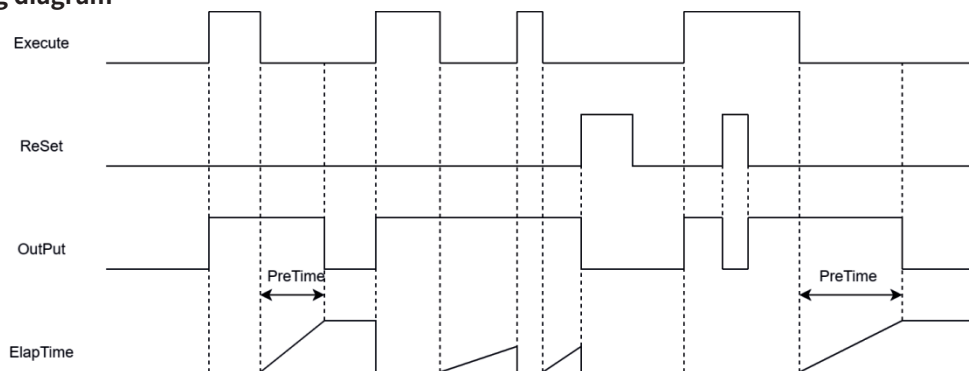 g diagram
Execute
ReSet
OutPut
PreTime
PreTime
ElapTime